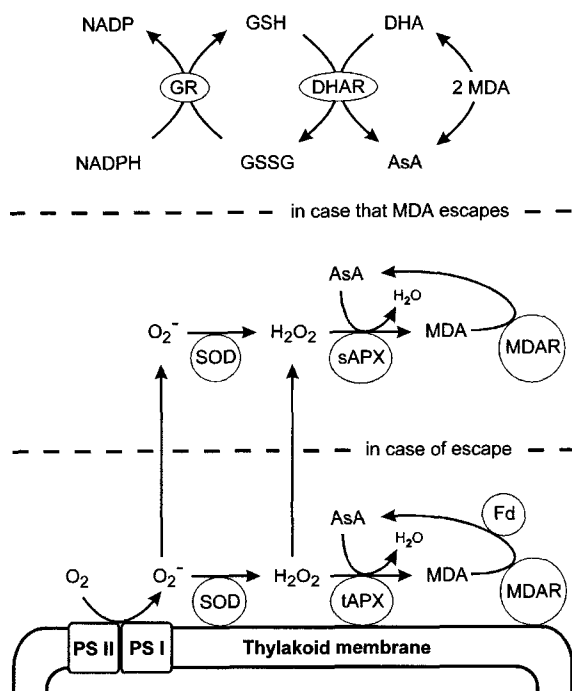 NADP GSH DHA
GR DHAR 2 MDA
NADPH GSSG AsA
in case that MDA escapes
AsA
H₂O
O₂⁻ H₂O₂ MDA
SOD sAPX MDAR
in case of escape
Fd
AsA
H₂O
O₂ O₂⁻ H₂O₂ MDA
SOD tAPX MDAR
PS II PS I Thylakoid membrane